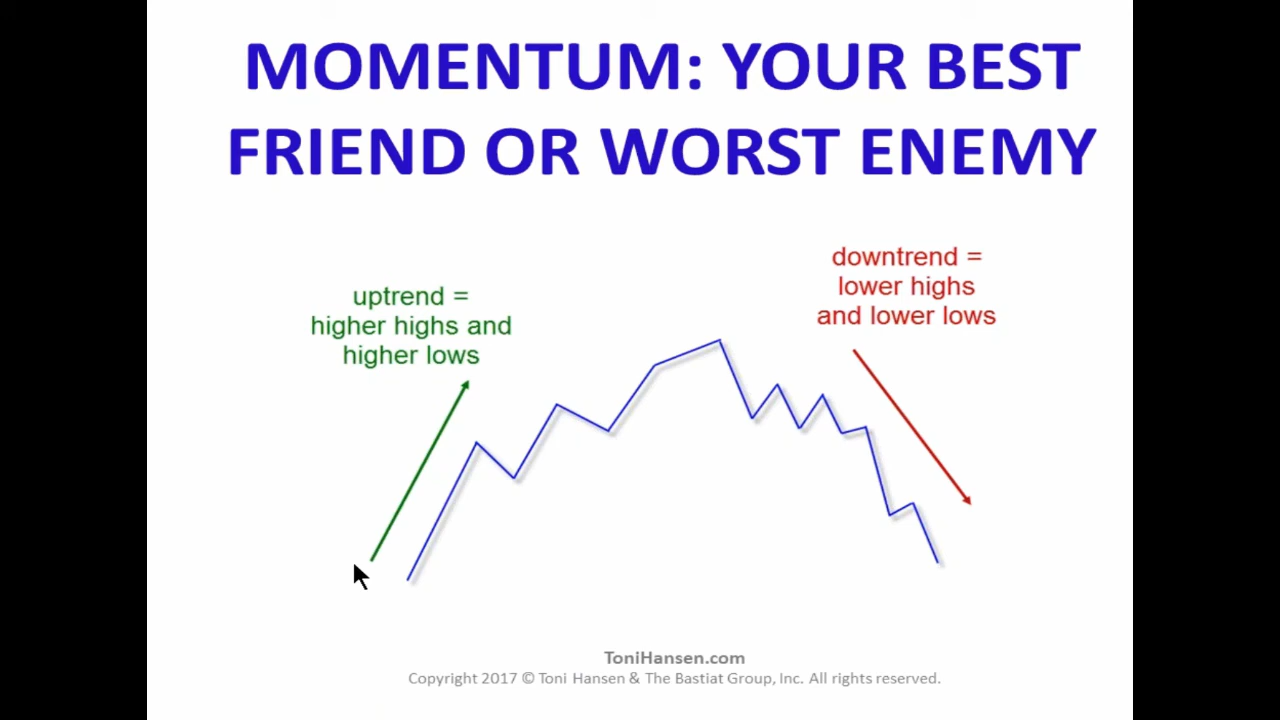 MOMENTUM: YOUR BEST
FRIEND OR WORST ENEMY
uptrend =
higher highs and
higher lows
downtrend =
lower highs
and lower lows
ToniHansen.com
Copyright 2017 © Toni Hansen & The Bastiat Group, Inc. All rights reserved.